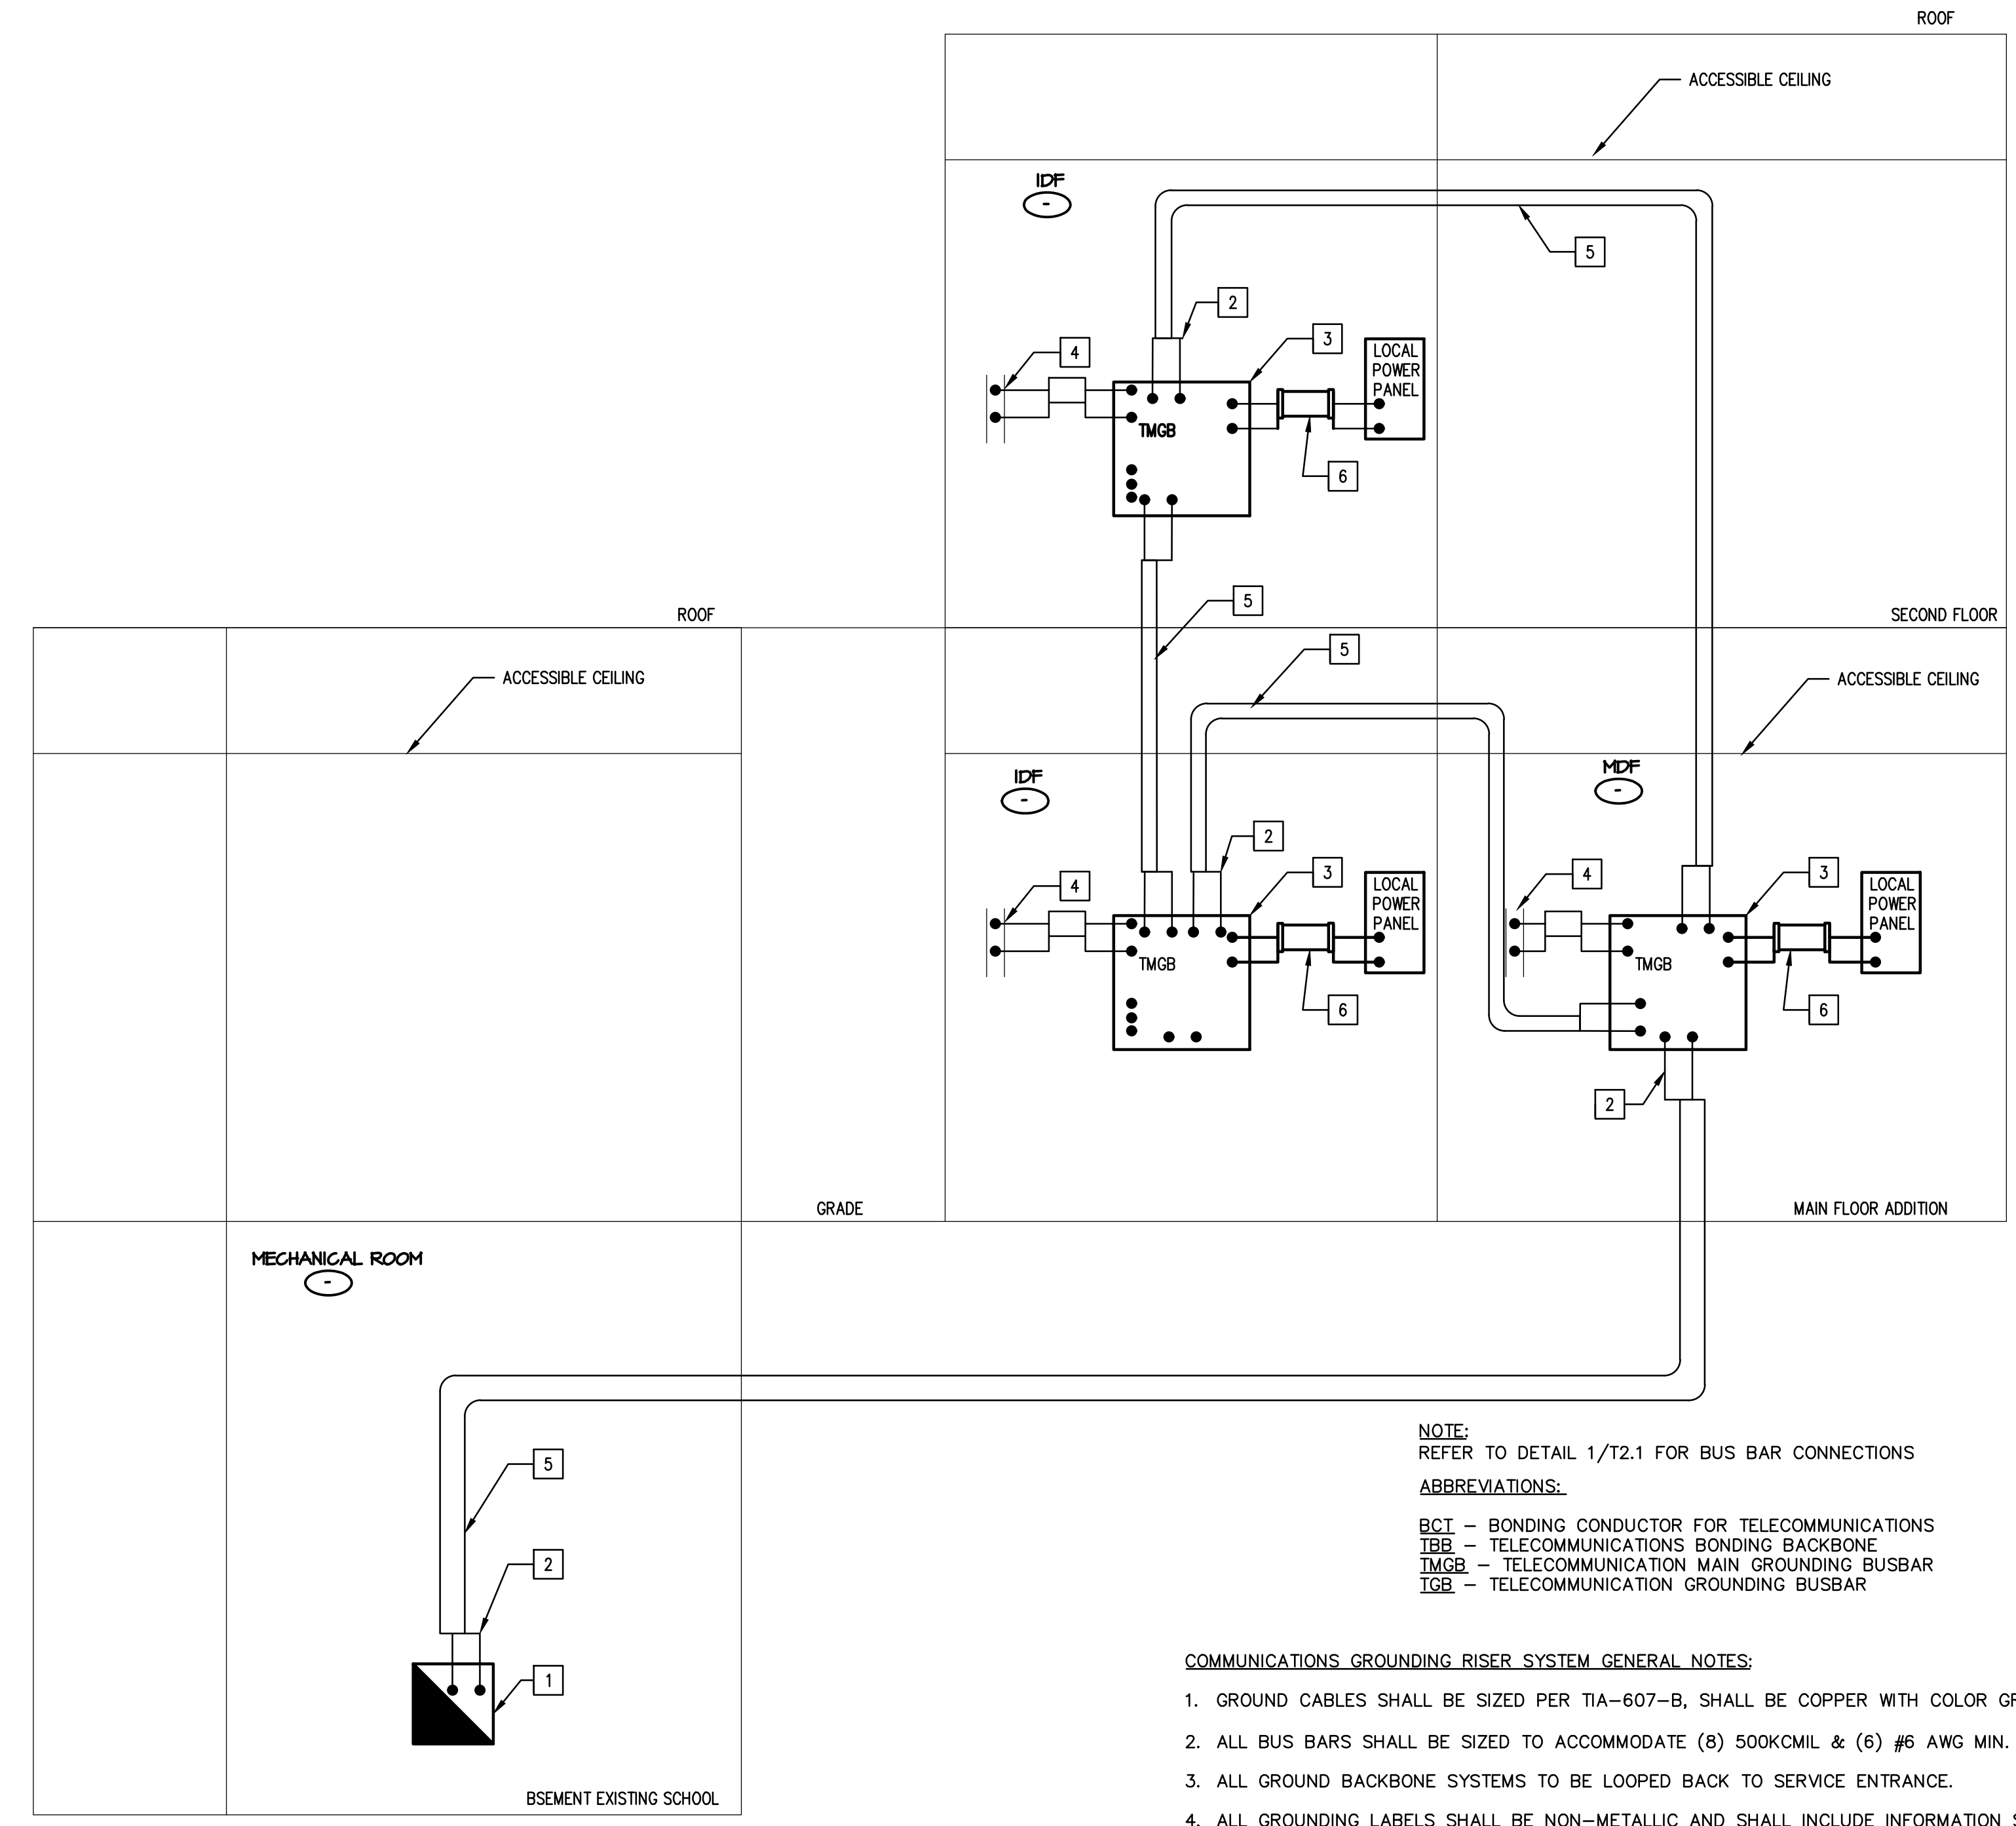 ROOF
ACCESSIBLE CEILING
IDF
-
5
2
3
4
LOCAL
POWER
PANEL
TMGB
6
5
ROOF
SECOND FLOOR
5
ACCESSIBLE CEILING
ACCESSIBLE CEILING
IDF
-
MDF
-
2
3
4
LOCAL
POWER
PANEL
TMGB
6
4
3
LOCAL
POWER
PANEL
TMGB
6
2
GRADE
MAIN FLOOR ADDITION
MECHANICAL ROOM
-
5
2
1
BSEMENT EXISTING SCHOOL
NOTE:
REFER TO DETAIL 1/T2.1 FOR BUS BAR CONNECTIONS
ABBREVIATIONS:
BCT - BONDING CONDUCTOR FOR TELECOMMUNICATIONS
TBB - TELECOMMUNICATIONS BONDING BACKBONE
TMGB - TELECOMMUNICATION MAIN GROUNDING BUSBAR
TGB - TELECOMMUNICATION GROUNDING BUSBAR
COMMUNICATIONS GROUNDING RISER SYSTEM GENERAL NOTES:
1. GROUND CABLES SHALL BE SIZED PER TIA-607-B, SHALL BE COPPER WITH COLOR
2. ALL BUS BARS SHALL BE SIZED TO ACCOMMODATE (8) 500KCMIL & (6) #6 AWG MIN.
3. ALL GROUND BACKBONE SYSTEMS TO BE LOOPED BACK TO SERVICE ENTRANCE.
4. ALL GROUNDING LABELS SHALL BE NON-METALLIC AND SHALL INCLUDE INFORMATION